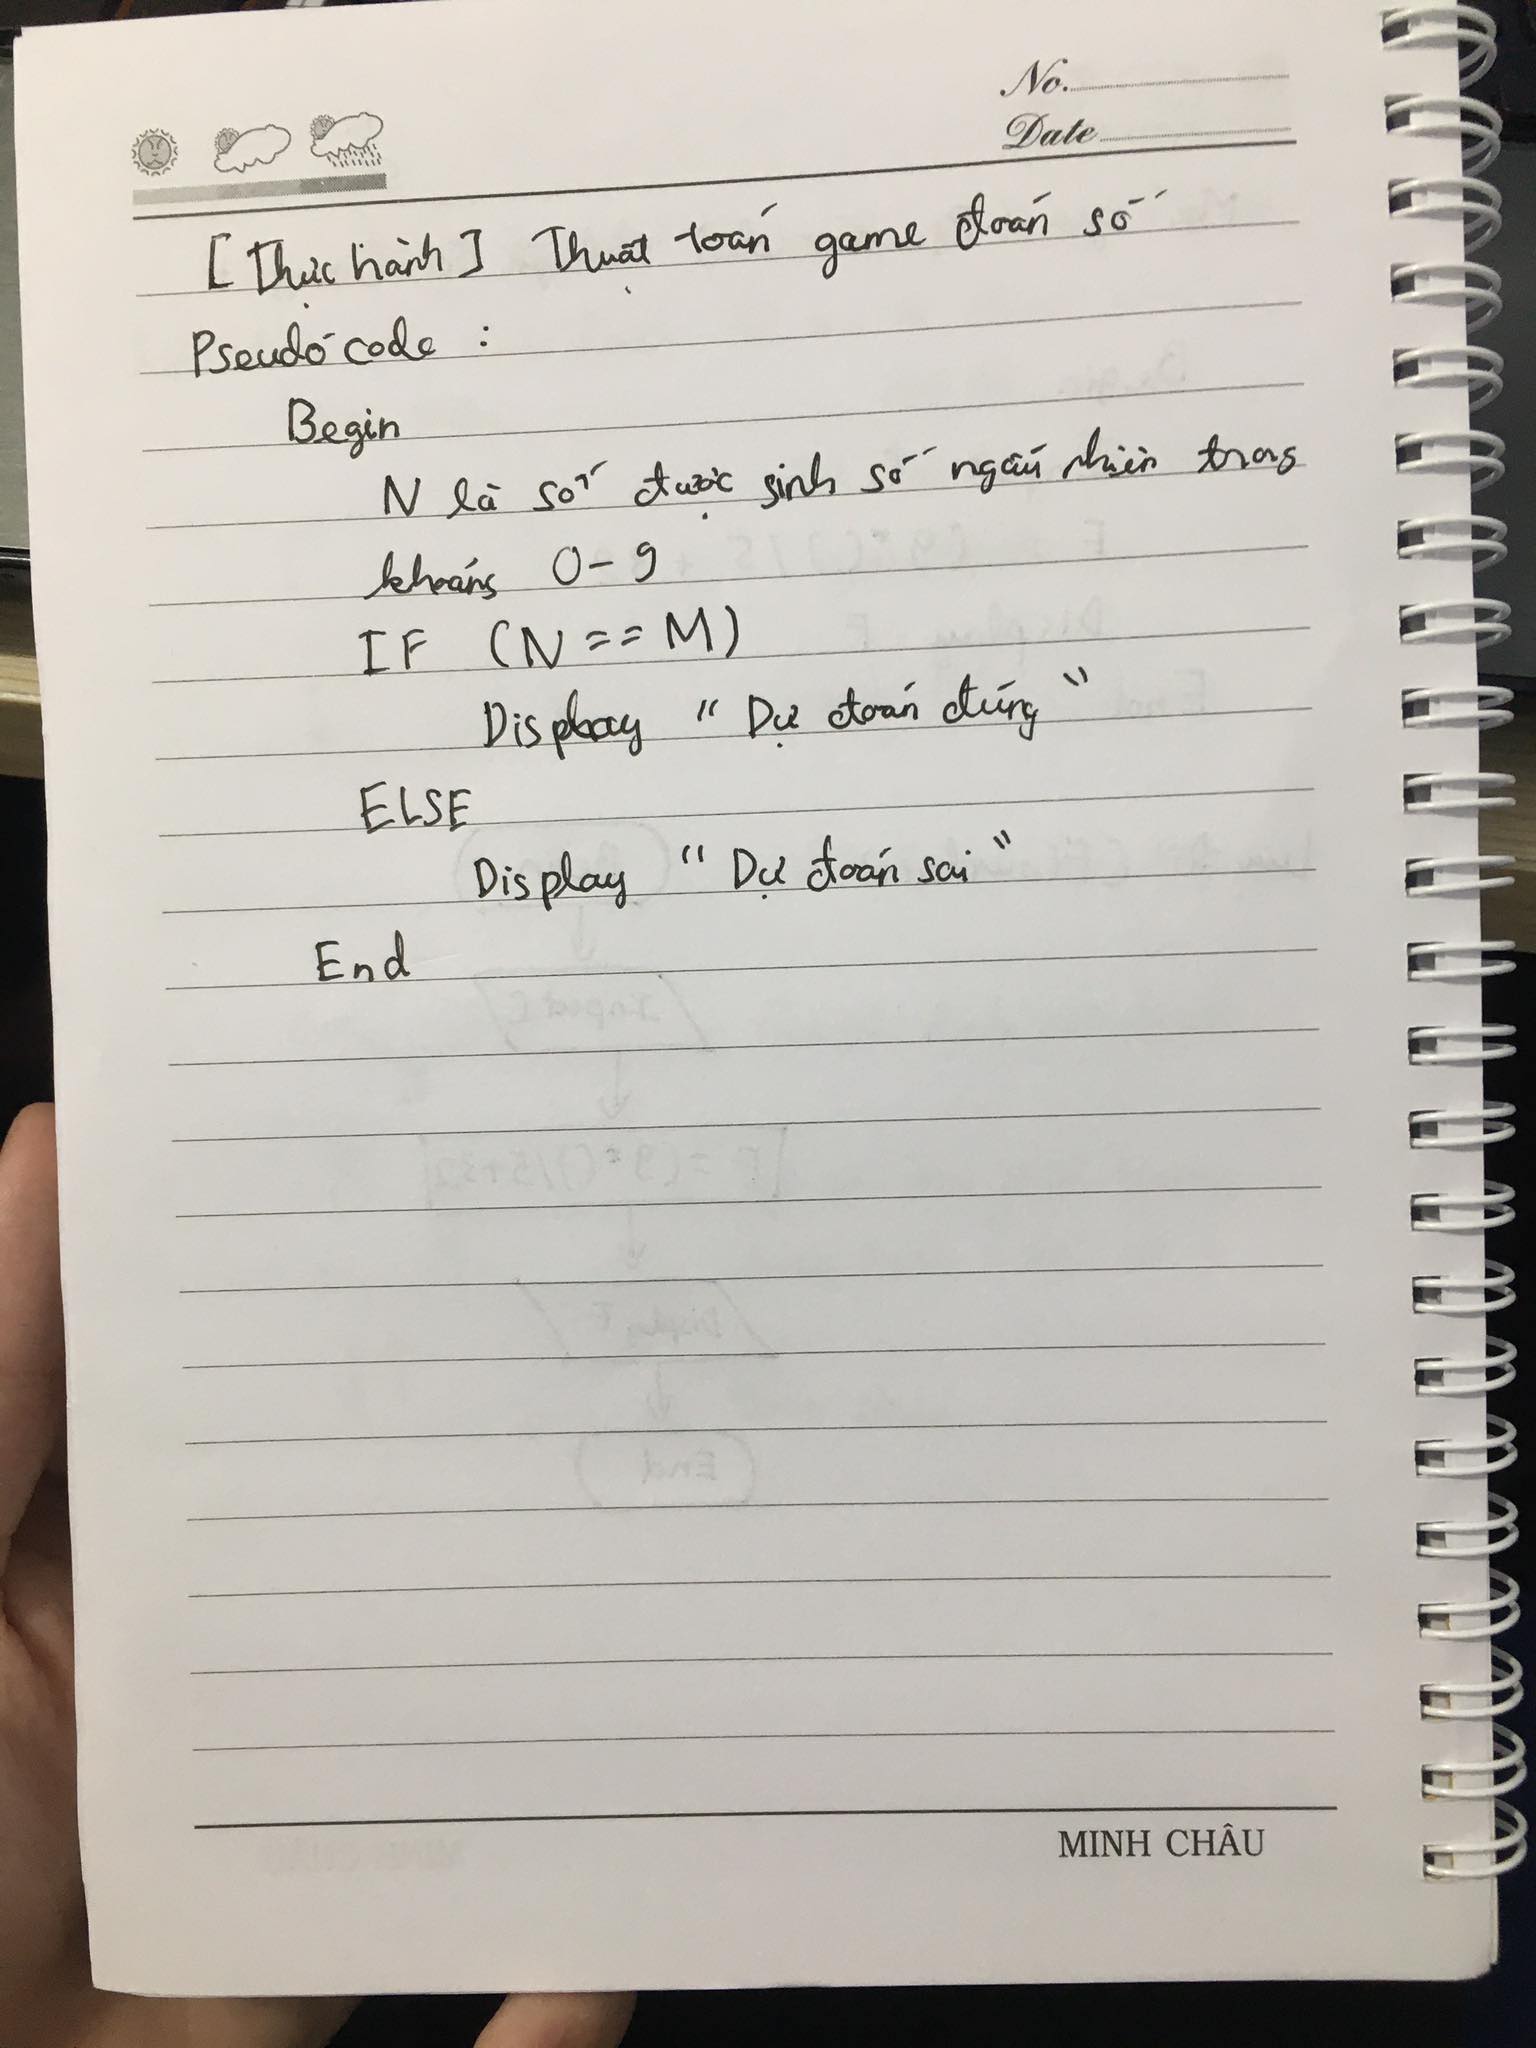 No.
Date
[Thực hành] Thuật toán game đoán số
Pseudo code :
Begin
N là số được sinh số ngẫu nhiên trong
khoảng 0-9
IF (N == M)
Display "Dự đoán đúng"
ELSE
Display "Dự đoán sai"
End
MINH CHÂU